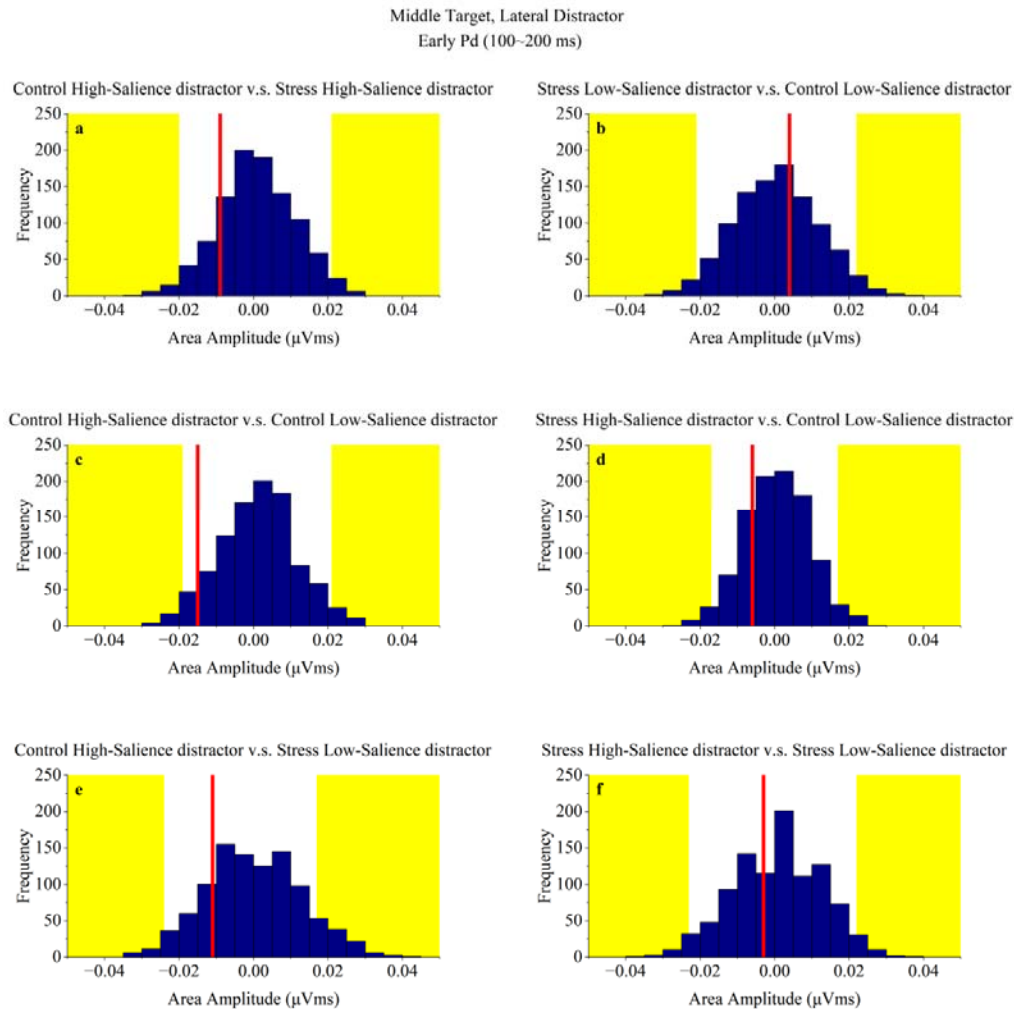 Middle Target, Lateral Distractor
Early Pd (100~200 ms)
Control High-Salience distractor v.s. Stress High-Salience distractor
a
250
200
150
100
50
0
Frequency
−0.04 −0.02 0.00 0.02 0.04
Area Amplitude (μVms)
Stress Low-Salience distractor v.s. Control Low-Salience distractor
b
250
200
150
100
50
0
Frequency
−0.04 −0.02 0.00 0.02 0.04
Area Amplitude (μVms)
Control High-Salience distractor v.s. Control Low-Salience distractor
c
250
200
150
100
50
0
Frequency
−0.04 −0.02 0.00 0.02 0.04
Area Amplitude (μVms)
Stress High-Salience distractor v.s. Control Low-Salience distractor
d
250
200
150
100
50
0
Frequency
−0.04 −0.02 0.00 0.02 0.04
Area Amplitude (μVms)
Control High-Salience distractor v.s. Stress Low-Salience distractor
e
250
200
150
100
50
0
Frequency
−0.04 −0.02 0.00 0.02 0.04
Area Amplitude (μVms)
Stress High-Salience distractor v.s. Stress Low-Salience distractor
f
250
200
150
100
50
0
Frequency
−0.04 −0.02 0.00 0.02 0.04
Area Amplitude (μVms)